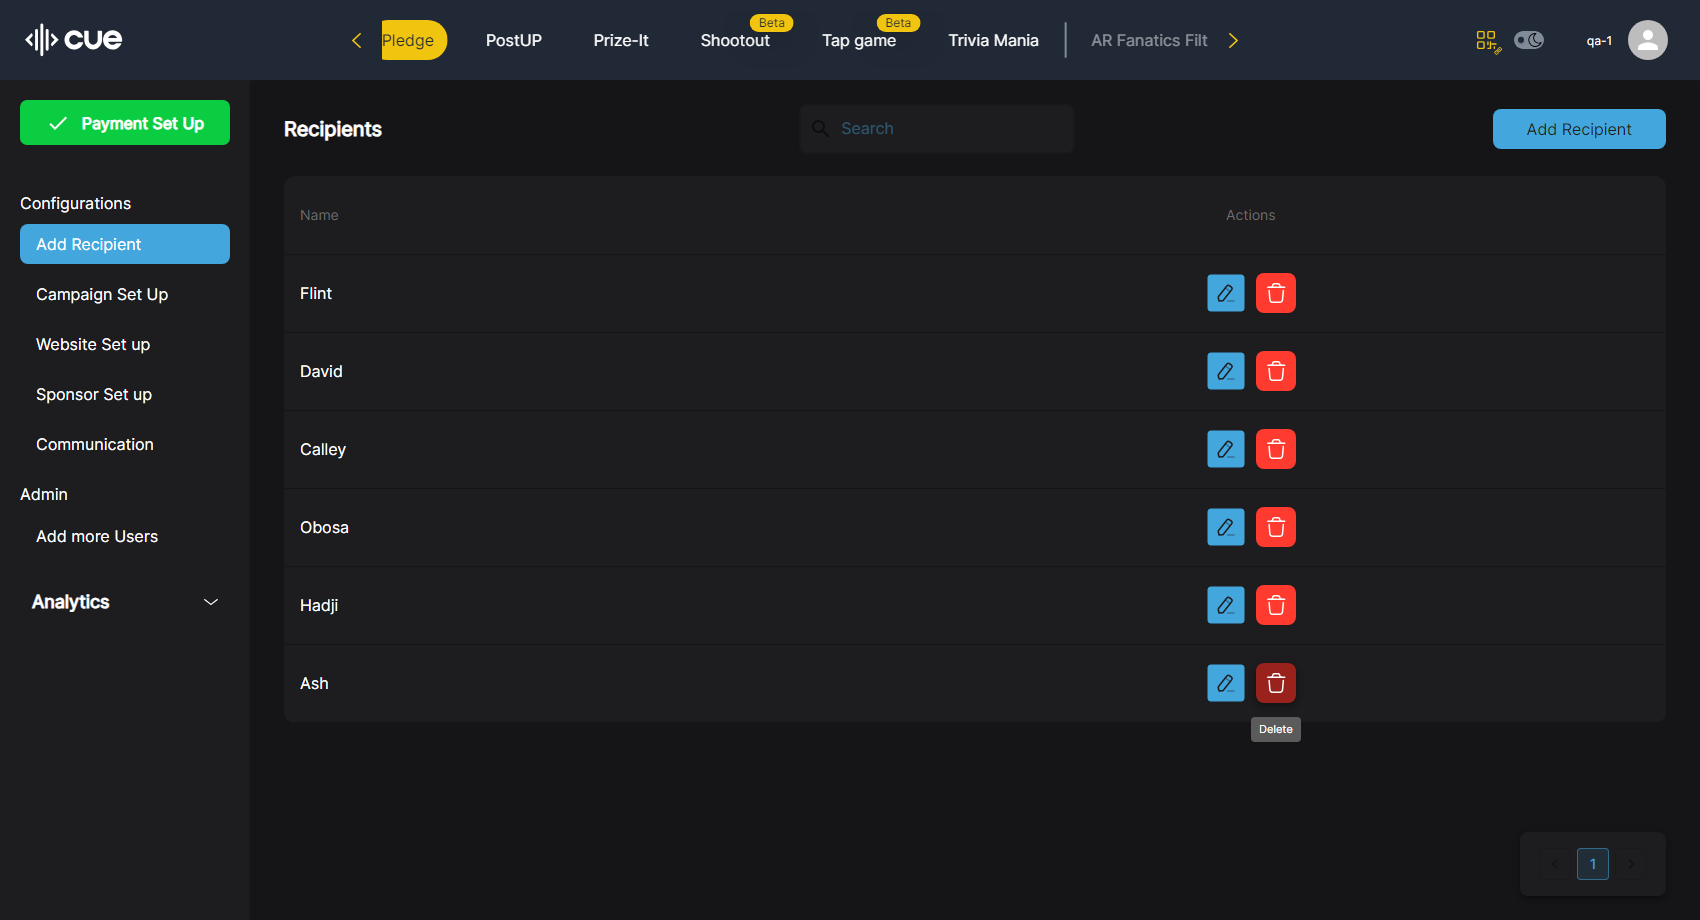 cue
Pledge
PostUP
Prize-It
Beta
Shootout
Beta
Tap game
Trivia Mania
AR Fanatics Filt
qa-1
Payment Set Up
Configurations
Add Recipient
Campaign Set Up
Website Set up
Sponsor Set up
Communication
Admin
Add more Users
Analytics
Recipients
Search
Add Recipient
Name
Actions
Flint
David
Calley
Obosa
Hadji
Ash
Delete
1